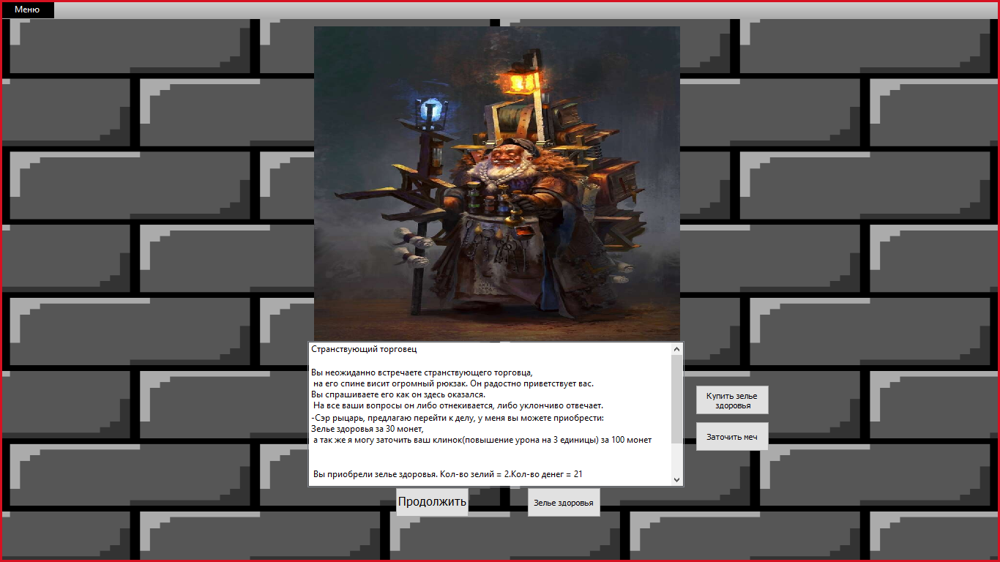 Меню
Странствующий торговец
Вы неожиданно встречаете странствующего торговца,
на его спине висит огромный рюкзак. Он радостно приветствует вас.
Вы спрашиваете его как он здесь оказался.
На все ваши вопросы он либо отнекивается, либо уклончиво отвечает.
-Сэр рыцарь, предлагаю перейти к делу, у меня вы можете приобрести:
Зелье здоровья за 30 монет,
а так же я могу заточить ваш клинок(повышение урона на 3 единицы) за 100 монет
Вы приобрели зелье здоровья. Кол-во зелий = 2.Кол-во денег = 21
Купить зелье
здоровья
Заточить меч
Продолжить
Зелье здоровья